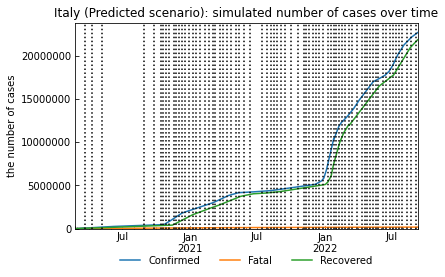 Italy (Predicted scenario): simulated number of cases over time
the number of cases
20000000
15000000
10000000
5000000
0
Jul
Jan
2021
Jul
Jan
2022
Jul
Confirmed
Fatal
Recovered